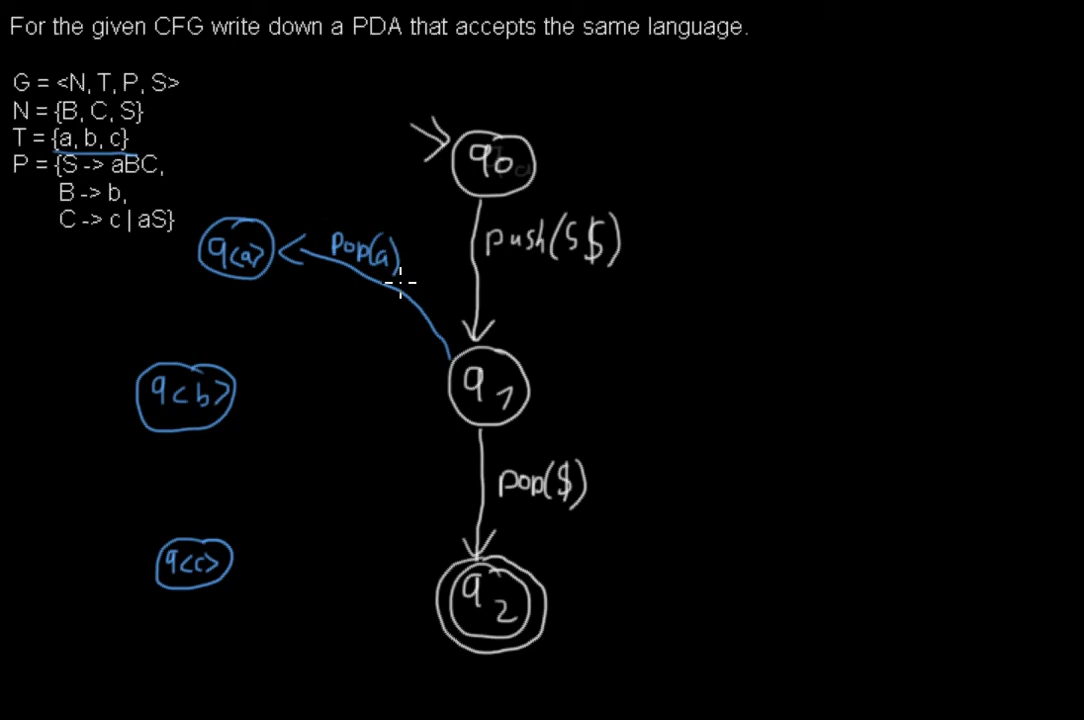 For the given CFG write down a PDA that accepts the same language.
G = <N, T, P, S>
N = {B, C, S}
T = {a, b, c}
P = {S -> aBC,
B -> b,
C -> c | aS}
q0
push(S$)
q<a>
pop(a)
q1
q<b>
pop($)
q<c>
q2